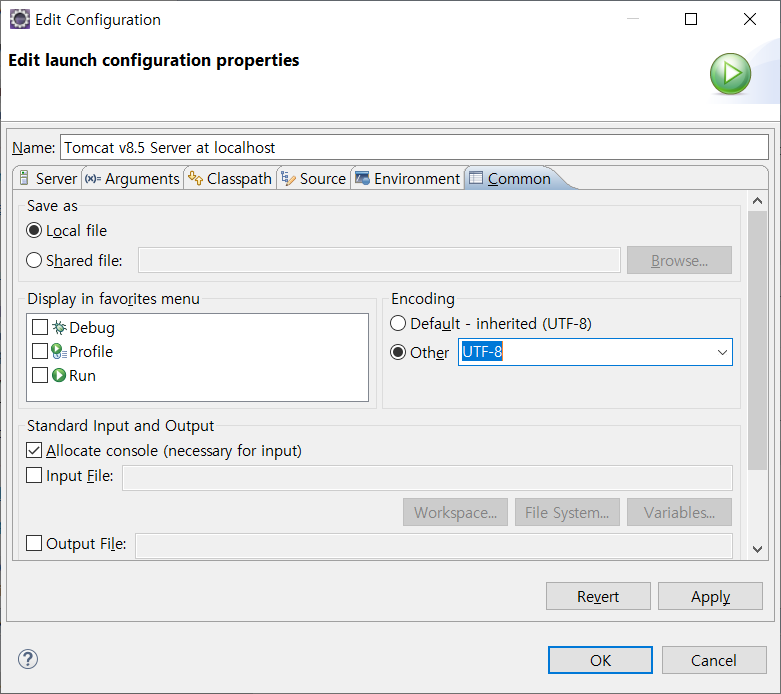 Edit Configuration
Edit launch configuration properties
Name: Tomcat v8.5 Server at localhost
Server (x)= Arguments Classpath Source Environment Common
Save as
Local file
Shared file: Browse...
Display in favorites menu
Debug
Profile
Run
Encoding
Default - inherited (UTF-8)
Other UTF-8
Standard Input and Output
Allocate console (necessary for input)
Input File:
Workspace... File System... Variables...
Output File:
Revert Apply
? OK Cancel